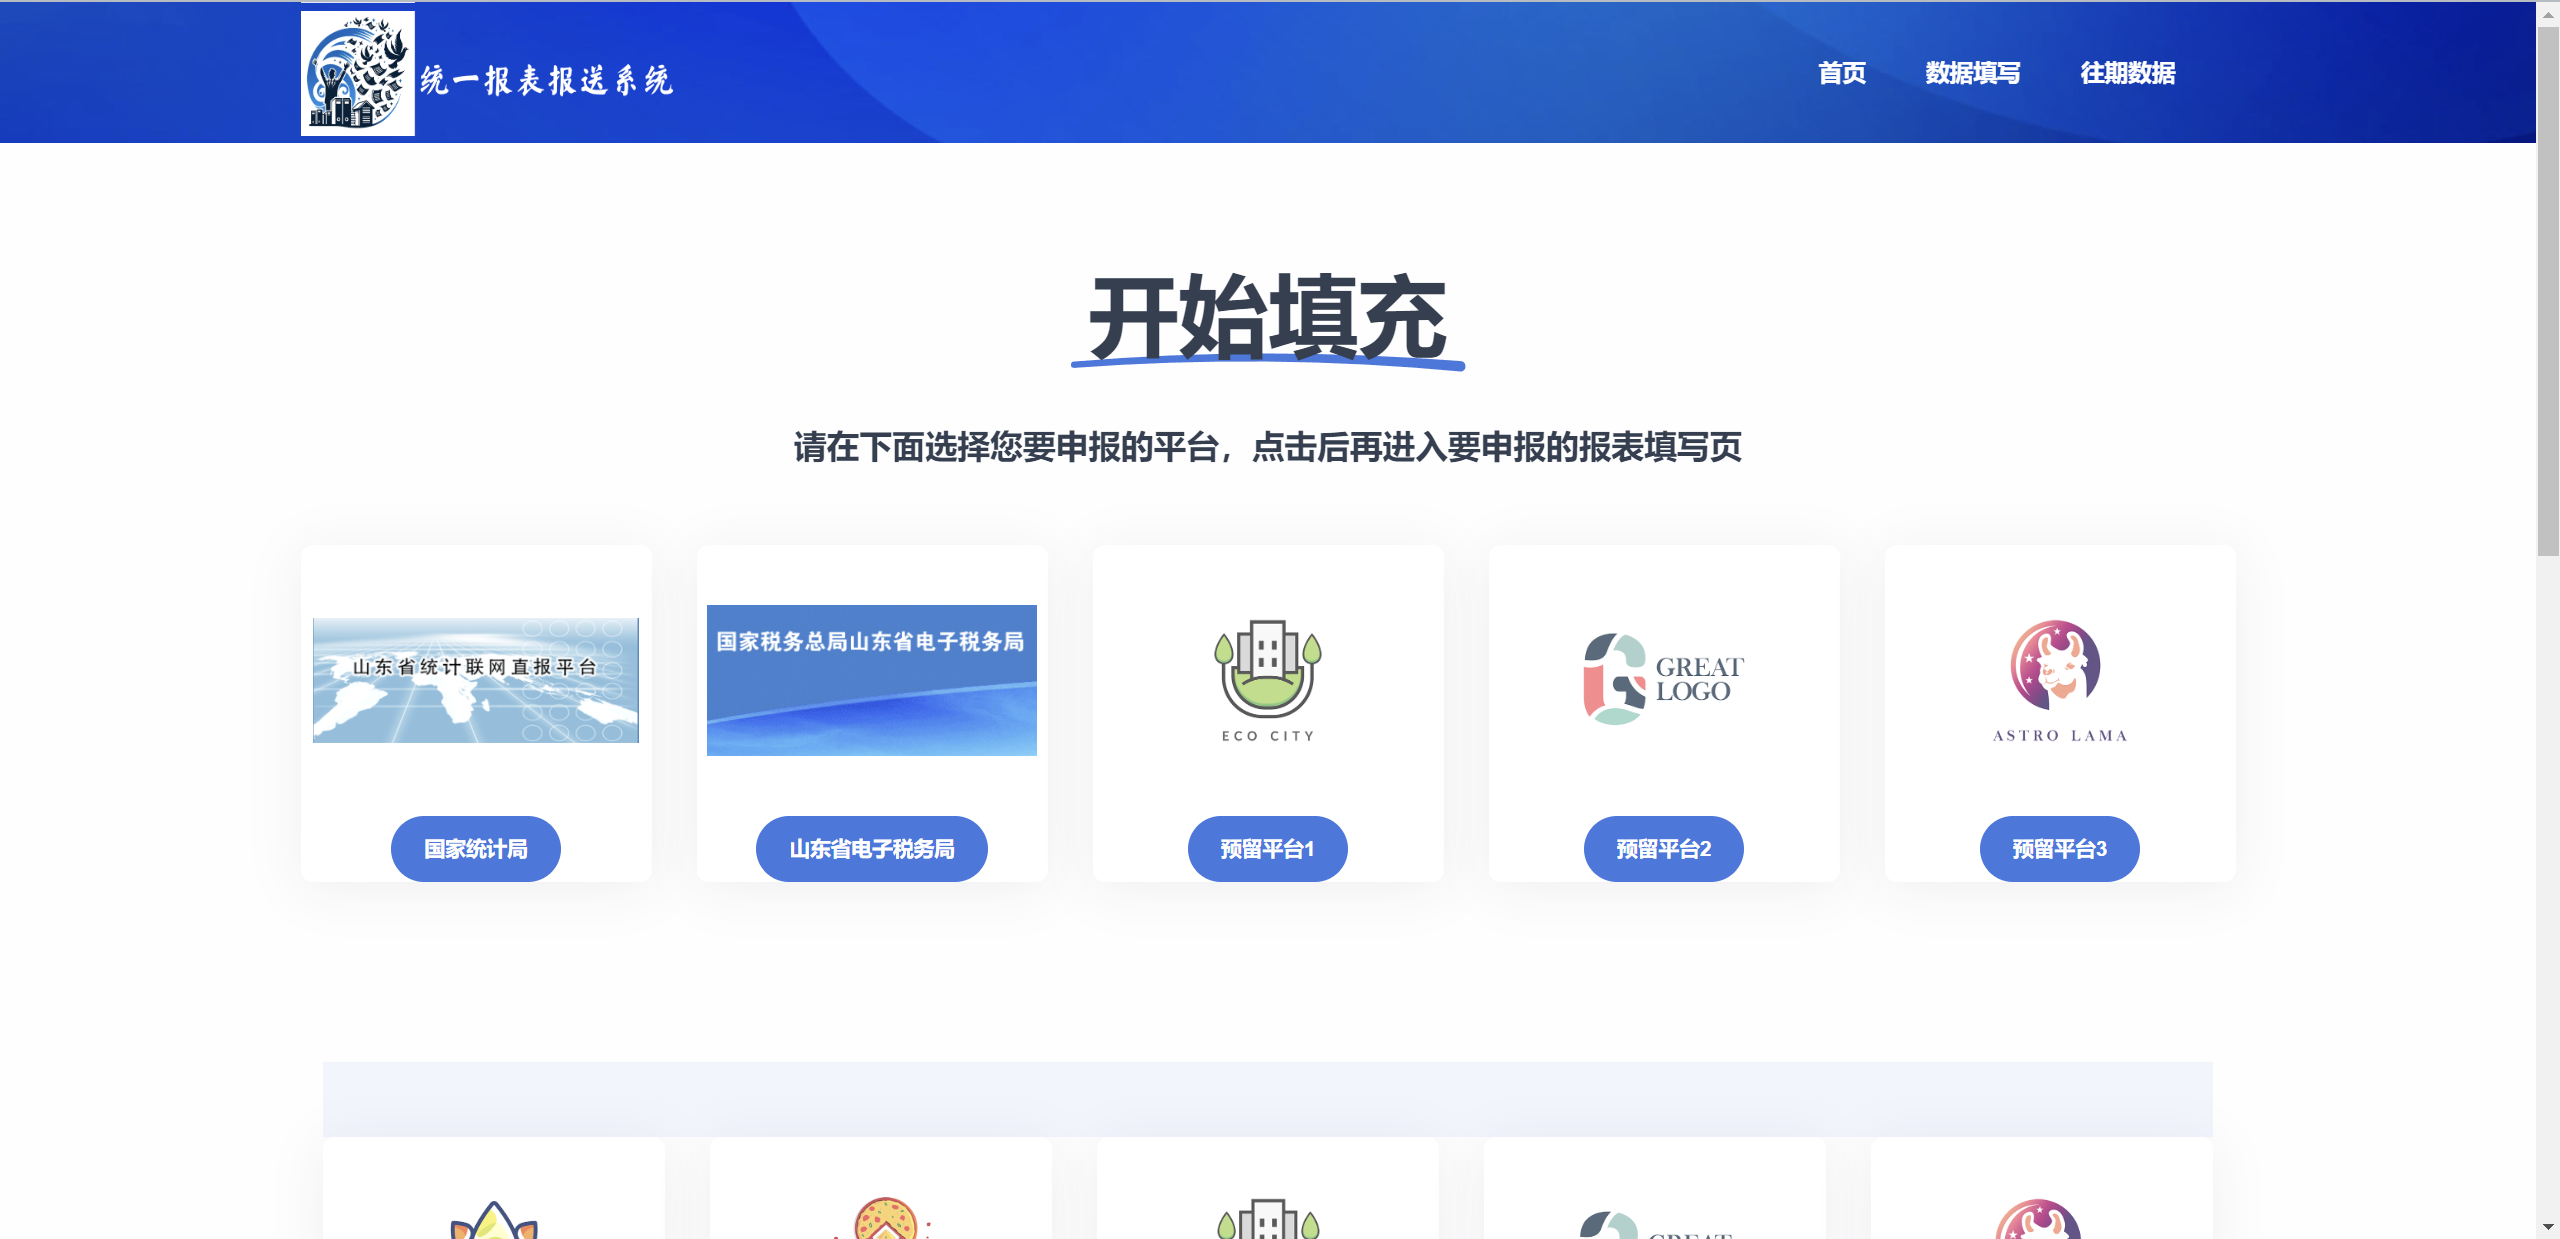 统一报表报送系统
首页
数据填写
往期数据
开始填充
请在下面选择您要申报的平台，点击后再进入要申报的报表填写页
山东省统计联网直报平台
国家税务总局山东省电子税务局
ECO CITY
GREAT
LOGO
ASTRO LAMA
国家统计局
山东省电子税务局
预留平台1
预留平台2
预留平台3